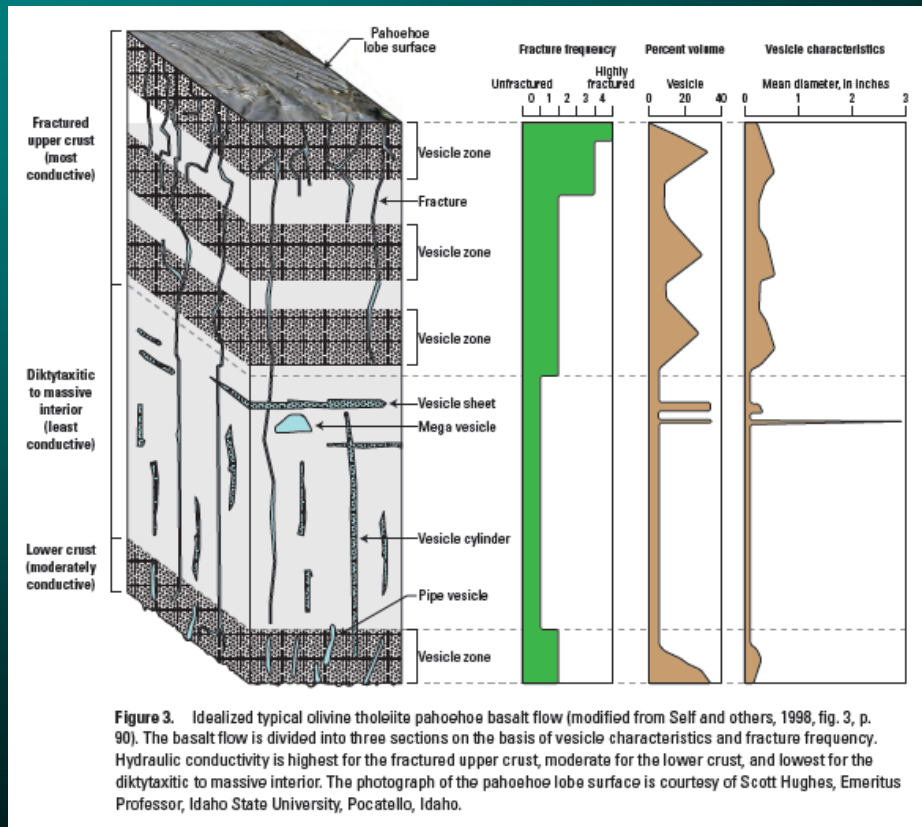 Pahoehoe
lobe surface
Fracture frequency
Percent volume
Vesicle characteristics
Unfractured
Highly
fractured
Vesicle
Mean diameter, in inches
0 1 2 3 4
0 20 40
0 1 2 3
Fractured
upper crust
(most
conductive)
Vesicle zone
Fracture
Vesicle zone
Vesicle zone
Diktytaxitic
to massive
interior
(least
conductive)
Vesicle sheet
Mega vesicle
Vesicle cylinder
Lower crust
(moderately
conductive)
Pipe vesicle
Vesicle zone
Figure 3. Idealized typical olivine tholeiite pahoehoe basalt flow (modified from Self and others, 1998, fig. 3, p.
90). The basalt flow is divided into three sections on the basis of vesicle characteristics and fracture frequency.
Hydraulic conductivity is highest for the fractured upper crust, moderate for the lower crust, and lowest for the
diktytaxitic to massive interior. The photograph of the pahoehoe lobe surface is courtesy of Scott Hughes, Emeritus
Professor, Idaho State University, Pocatello, Idaho.